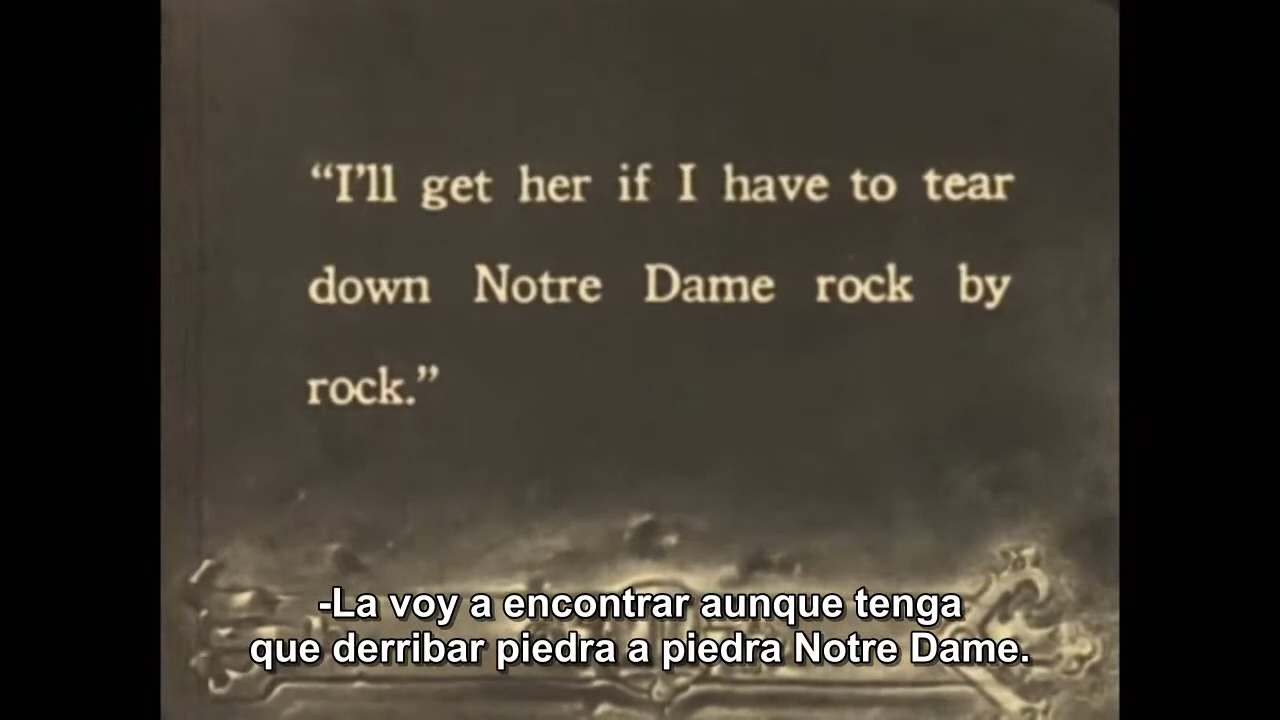 “I’ll get her if I have to tear
down Notre Dame rock by
rock.”
-La voy a encontrar aunque tenga
que derribar piedra a piedra Notre Dame.